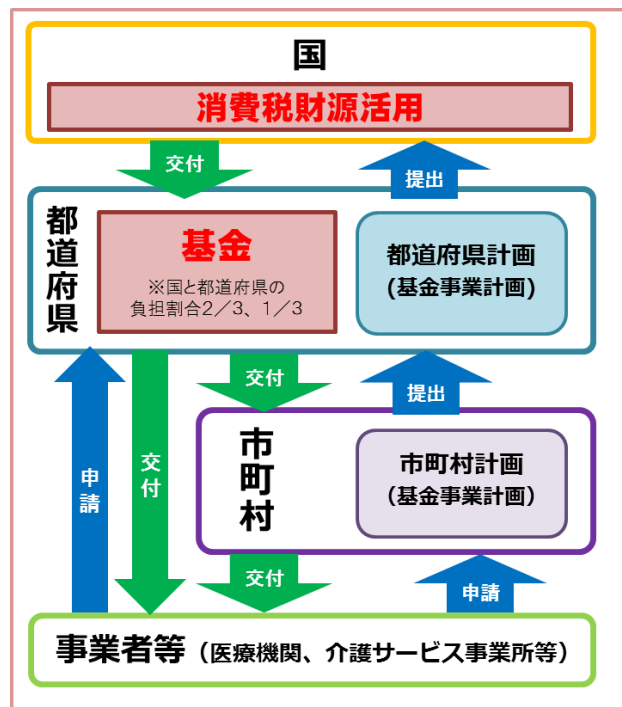 国
消費税財源活用
交付
提出
都道府県
基金
※国と都道府県の
負担割合2/3、1/3
都道府県計画
(基金事業計画)
交付
提出
申請
交付
市町村
市町村計画
(基金事業計画)
交付
申請
事業者等（医療機関、介護サービス事業所等）